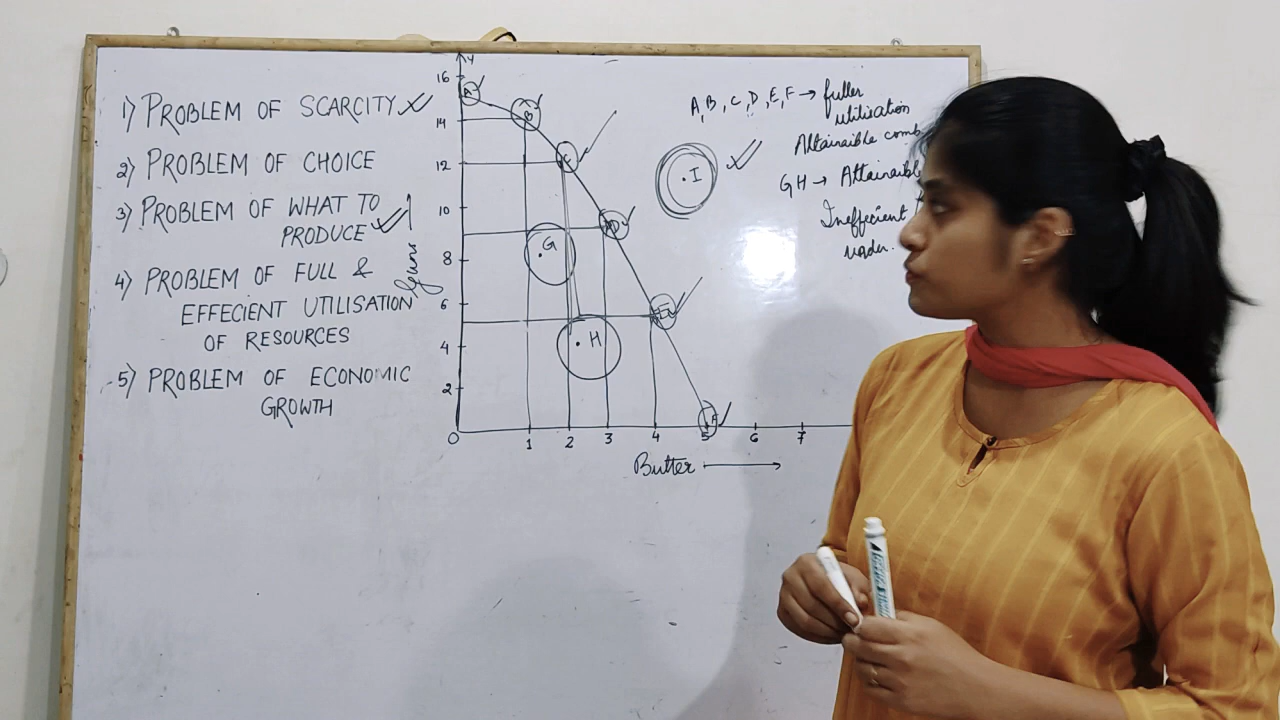 1) PROBLEM OF SCARCITY
2) PROBLEM OF CHOICE
3) PROBLEM OF WHAT TO
PRODUCE
4) PROBLEM OF FULL &
EFFECIENT UTILISATION
OF RESOURCES
5) PROBLEM OF ECONOMIC
GROWTH
Y
16
14
12
10
8
6
4
2
0
1 2 3 4 5 6 7
Guns
Butter
A
B
C
D
E
F
G
H
I
A, B, C, D, E, F → fuller
utilisation
Attainaible comb
GH → Attainaibl
Ineffecient